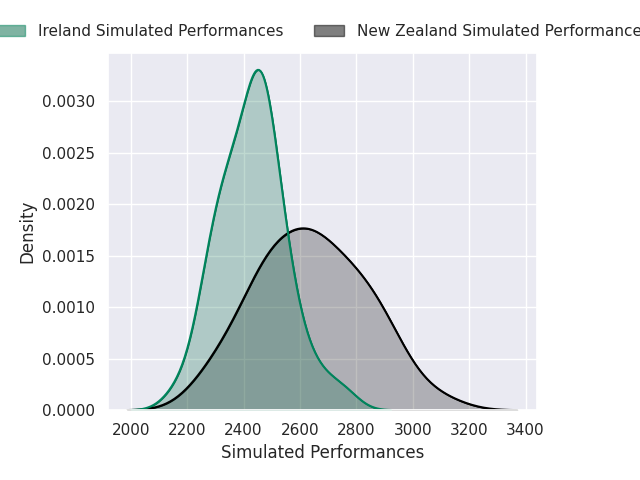 Ireland Simulated Performances New Zealand Simulated Performance
0.0030
0.0025
0.0020
0.0015
0.0010
0.0005
0.0000
Density
2000 2200 2400 2600 2800 3000 3200 3400
Simulated Performances